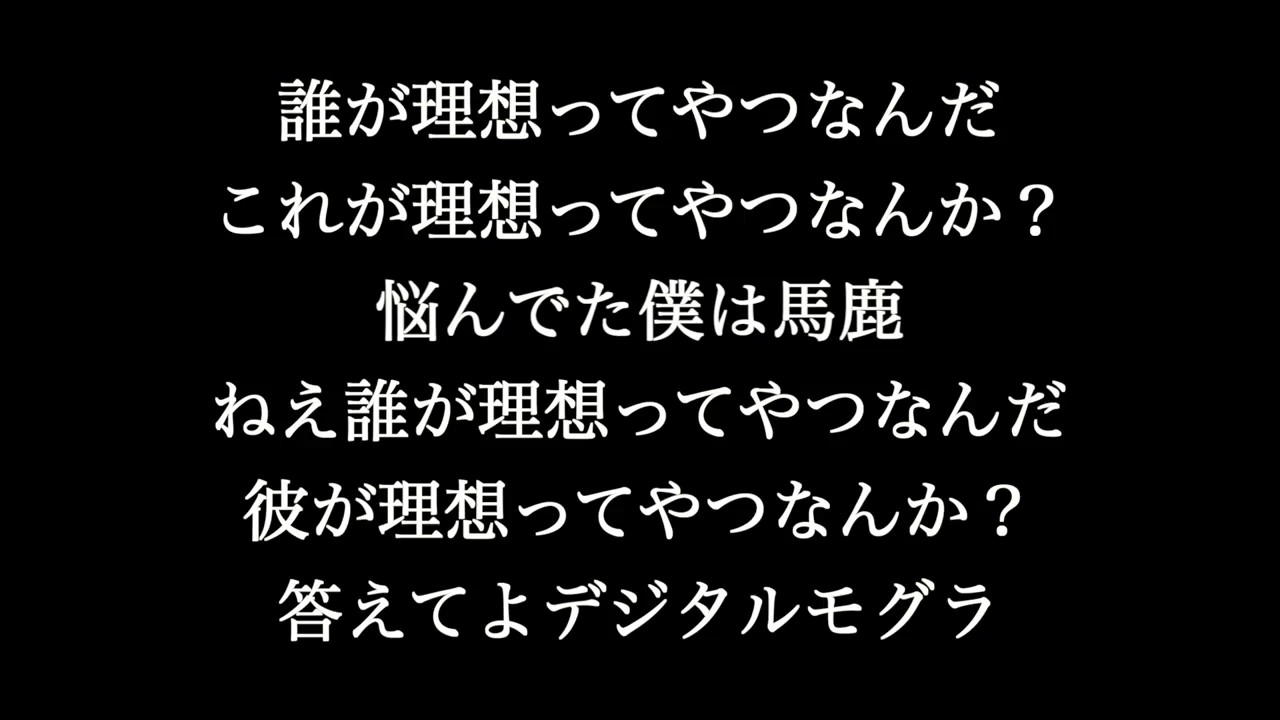 誰が理想ってやつなんだ
これが理想ってやつなんか？
悩んでた僕は馬鹿
ねえ誰が理想ってやつなんだ
彼が理想ってやつなんか？
答えてよデジタルモグラ